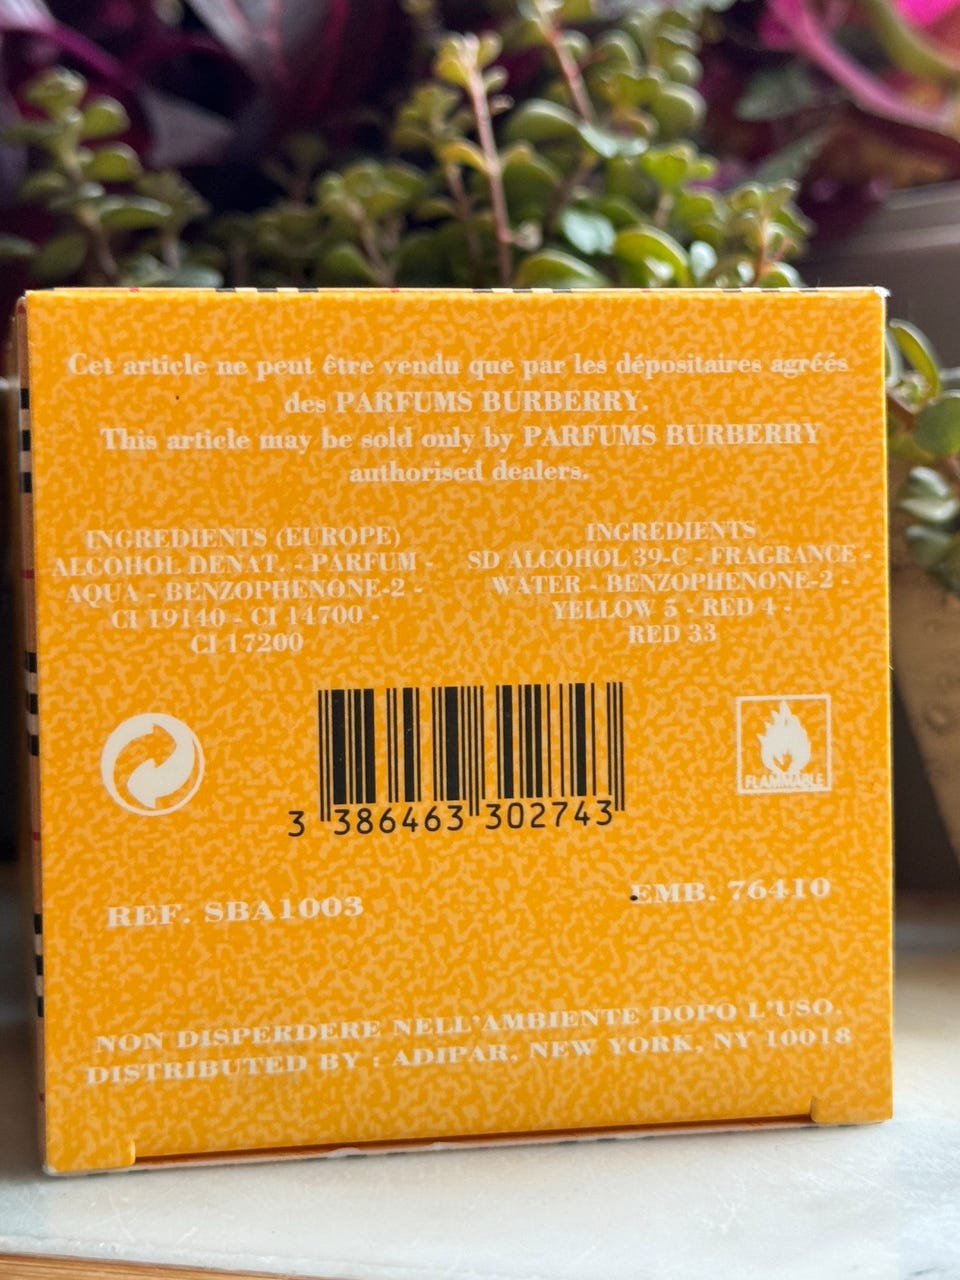 Cet article ne peut être vendu que par les dépositaires agréés
des PARFUMS BURBERRY.
This article may be sold only by PARFUMS BURBERRY
authorised dealers.
INGREDIENTS (EUROPE)
ALCOHOL DENAT. - PARFUM -
AQUA - BENZOPHENONE-2 -
CI 19140 - CI 14700 -
CI 17200
INGREDIENTS
SD ALCOHOL 39-C - FRAGRANCE -
WATER - BENZOPHENONE-2 -
YELLOW 5 - RED 4 -
RED 33
FLAMMABLE
3 386463 302743
REF. SBA1003
EMB. 76410
NON DISPERDERE NELL'AMBIENTE DOPO L'USO.
DISTRIBUTED BY : ADIPAR, NEW YORK, NY 10018